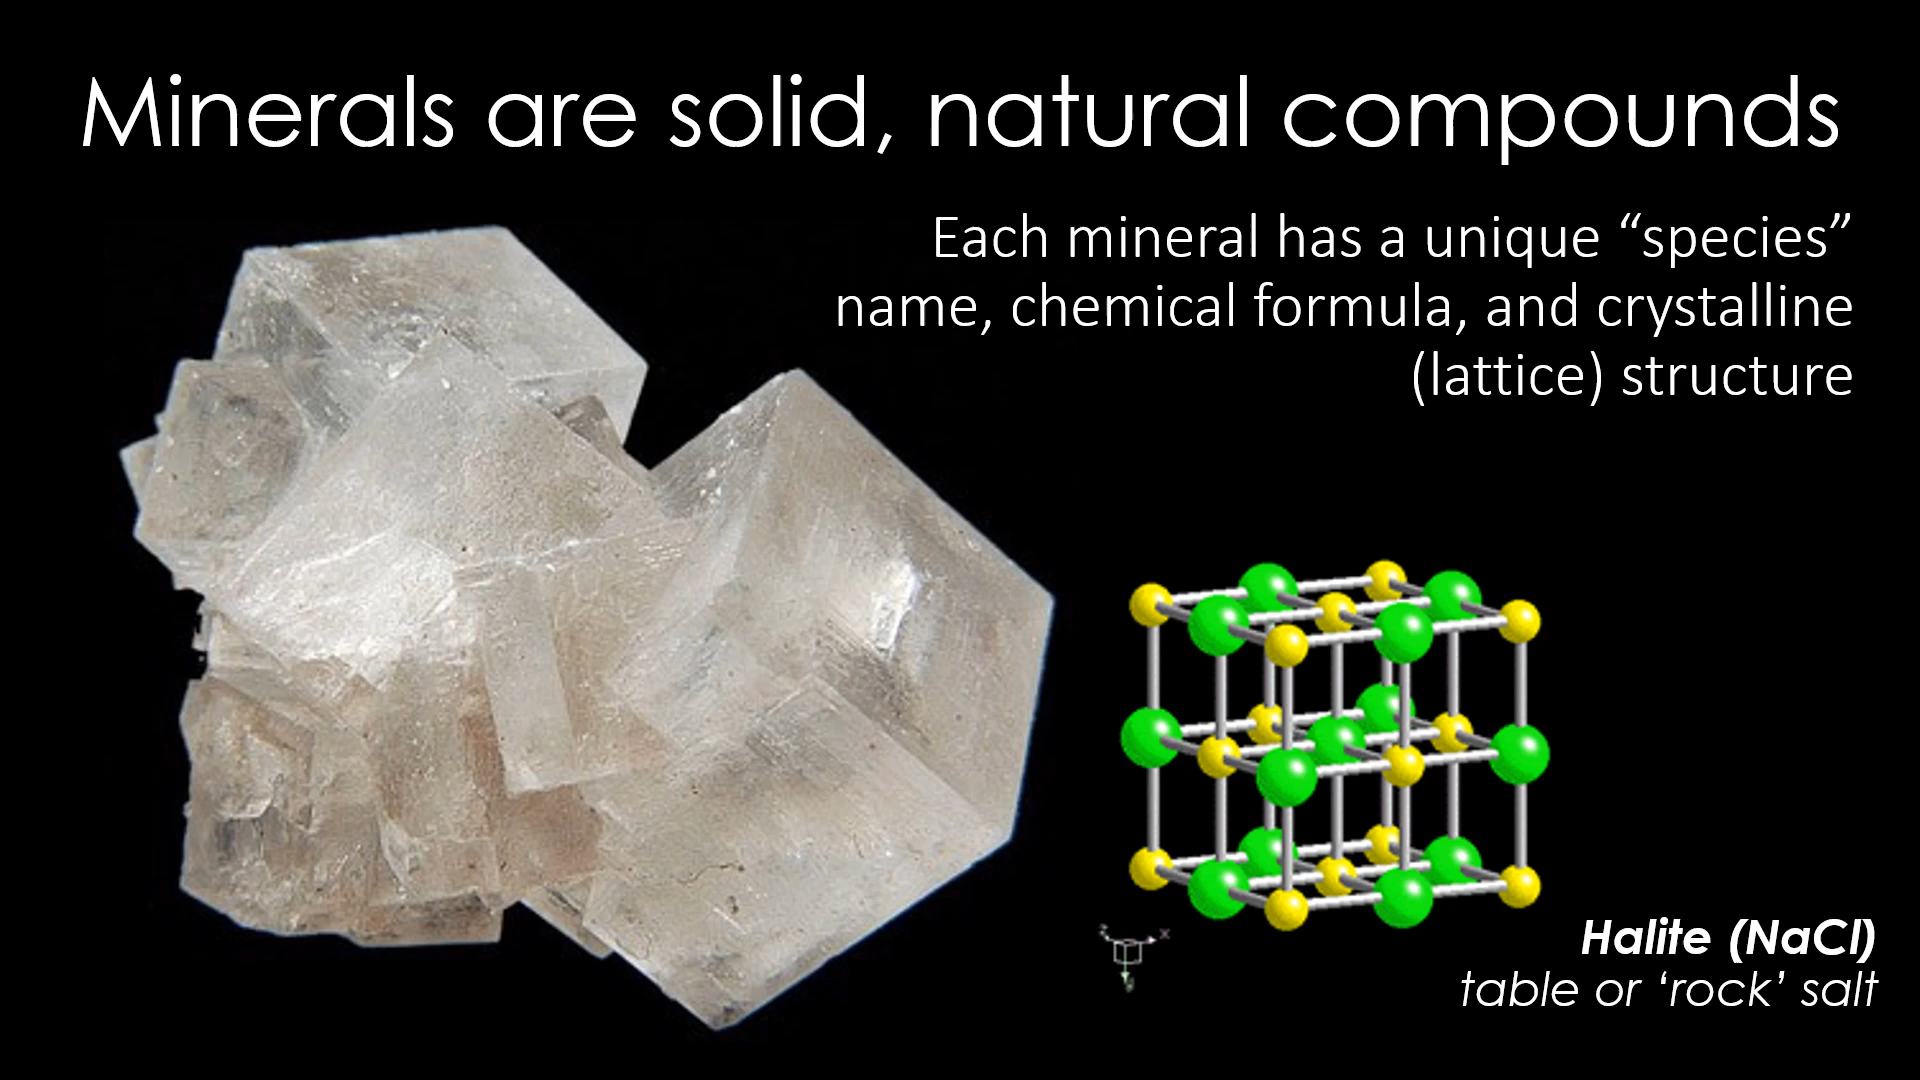 Minerals are solid, natural compounds
Each mineral has a unique “species”
name, chemical formula, and crystalline
(lattice) structure
Halite (NaCl)
table or ‘rock’ salt